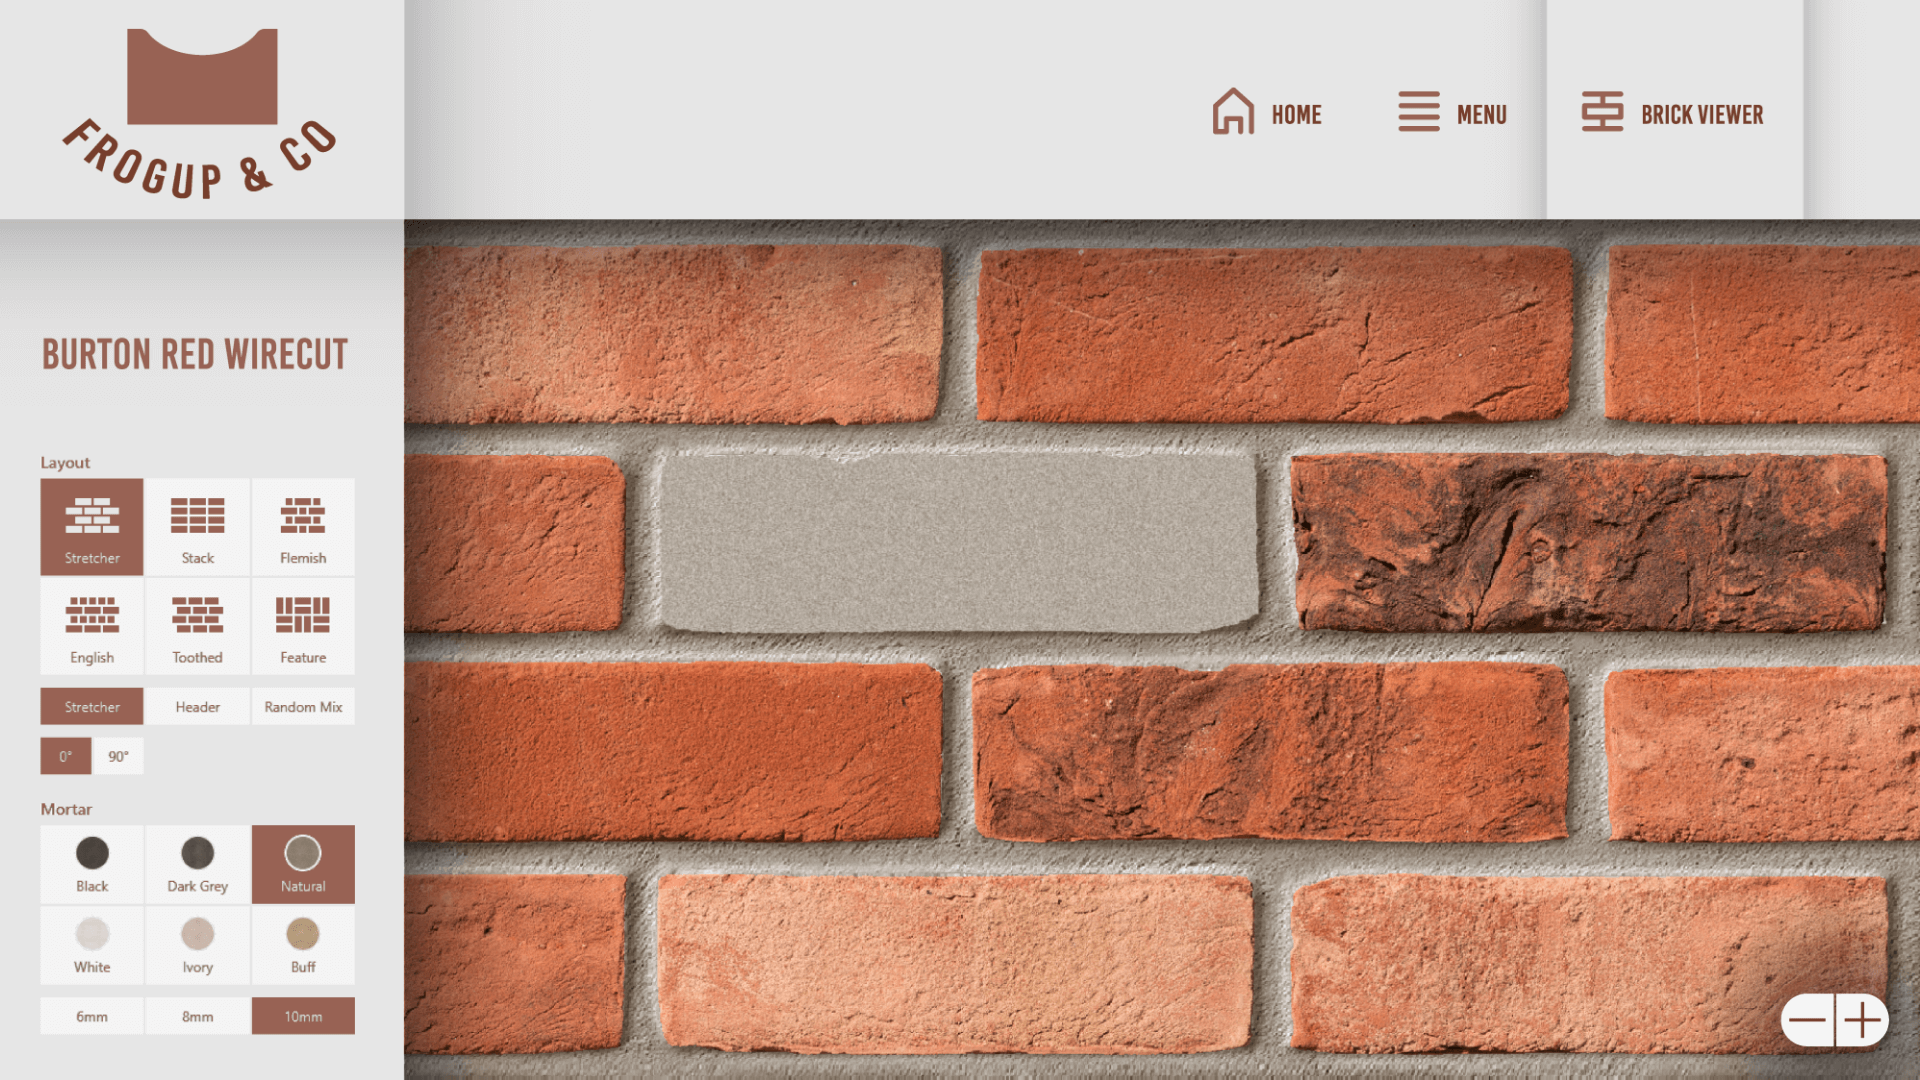 FROGUP & CO
HOME
MENU
BRICK VIEWER
BURTON RED WIRECUT
Layout
Stretcher
Stack
Flemish
English
Toothed
Feature
Stretcher
Header
Random Mix
0°
90°
Mortar
Black
Dark Grey
Natural
White
Ivory
Buff
6mm
8mm
10mm